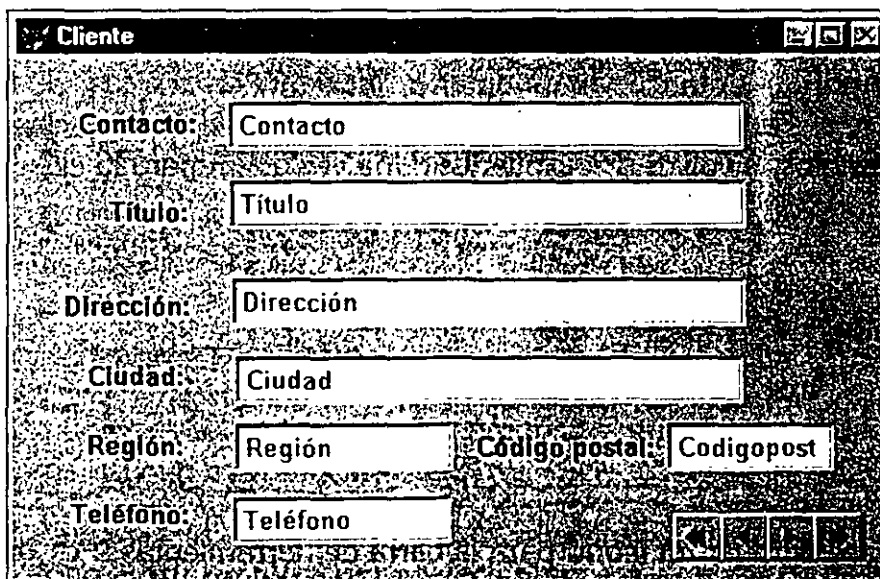 Cliente
Contacto: Contacto
Título: Título
Dirección: Dirección
Ciudad: Ciudad
Región: Región Código postal: Codigopost
Teléfono: Teléfono